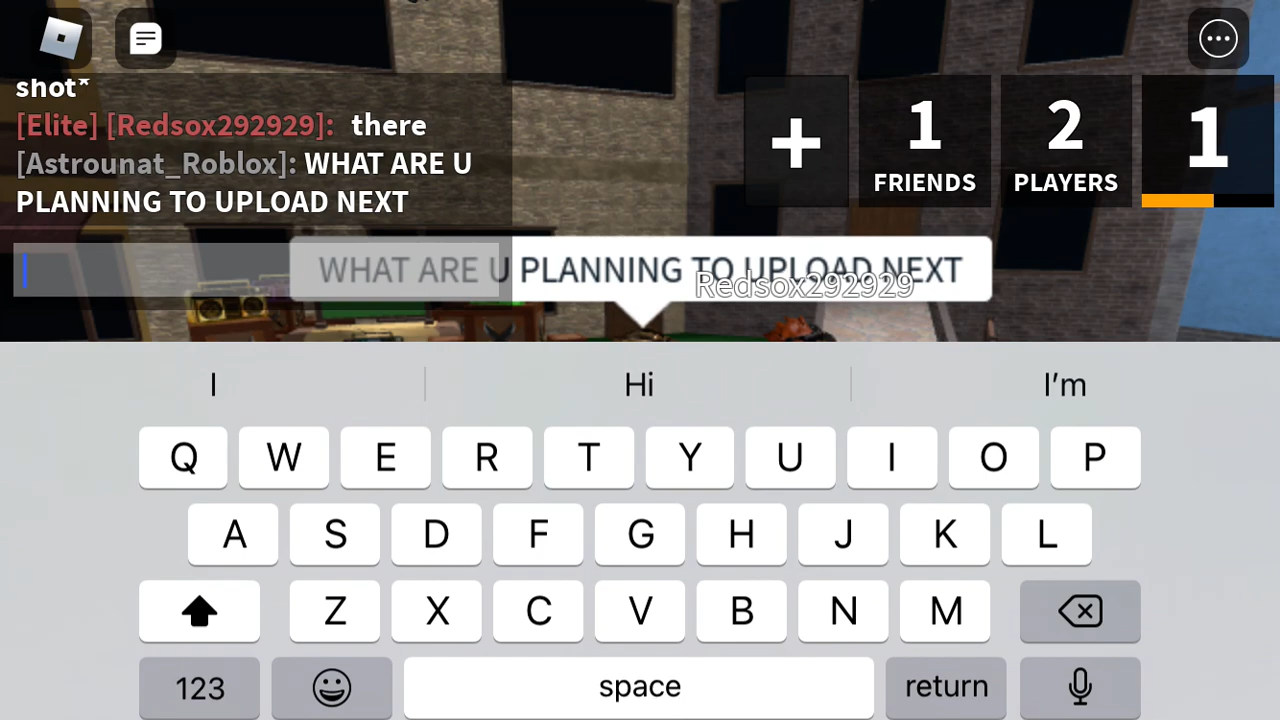 shot*
[Elite] [Redsox292929]: there
[Astrounat_Roblox]: WHAT ARE U
PLANNING TO UPLOAD NEXT
1
FRIENDS
2
PLAYERS
1
WHAT ARE U PLANNING TO UPLOAD NEXT
Redsox292929
I Hi I'm
Q W E R T Y U I O P
A S D F G H J K L
Z X C V B N M
123 space return